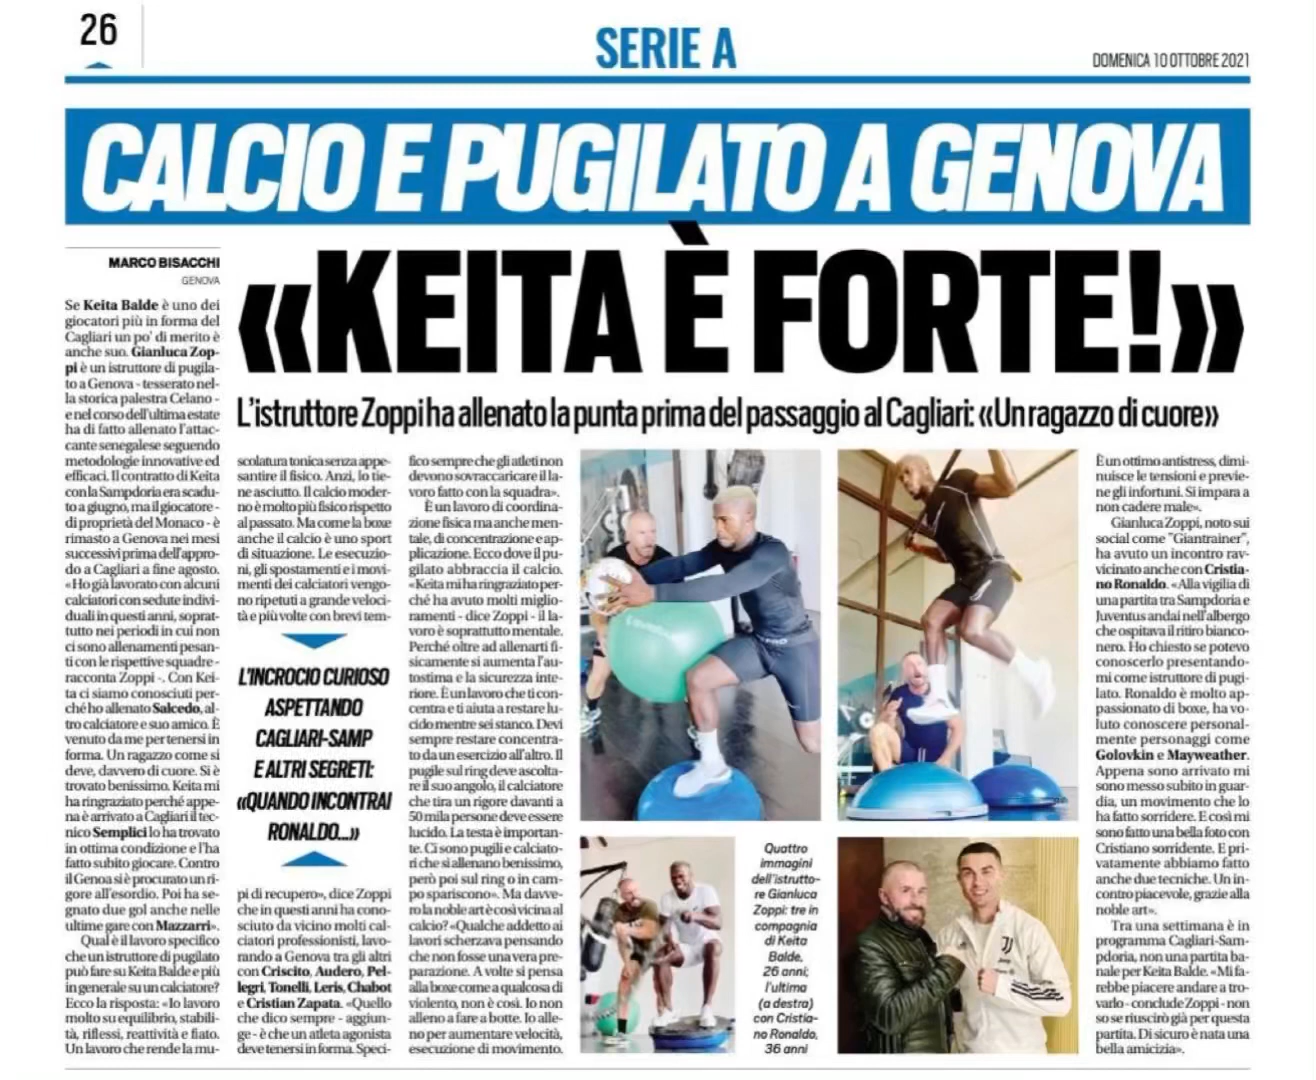 26
SERIE A
DOMENICA 10 OTTOBRE 2021
CALCIO E PUGILATO A GENOVA
MARCO BISACCHI
GENOVA
«KEITA È FORTE!»
L'istruttore Zoppi ha allenato la punta prima del passaggio al Cagliari: «Un ragazzo di cuore»
Se Keita Balde è uno dei
giocatori più in forma del
Cagliari un po' di merito è
anche suo. Gianluca Zop-
pi è un istruttore di pugila-
to a Genova - tesserato nel-
la storica palestra Celano -
e nel corso dell'ultima estate
ha di fatto allenato l'attac-
cante senegalese seguendo
metodologie innovative ed
efficaci. Il contratto di Keita
con la Sampdoria era scadu-
to a giugno, ma il giocatore -
di proprietà del Monaco - è
rimasto a Genova nei mesi
successivi prima dell'appro-
do a Cagliari a fine agosto.
«Ho già lavorato con alcuni
calciatori con sedute indivi-
duali in questi anni, soprat-
tutto nei periodi in cui non
ci sono allenamenti pesan-
ti con le rispettive squadre -
racconta Zoppi -. Con Kei-
ta ci siamo conosciuti per-
ché ho allenato Salcedo, al-
tro calciatore e suo amico. È
venuto da me per tenersi in
forma. Un ragazzo come si
deve, davvero di cuore. Si è
trovato benissimo. Keita mi
ha ringraziato perché appe-
na è arrivato a Cagliari il tec-
nico Semplici lo ha trovato
in ottima condizione e l'ha
fatto subito giocare. Contro
il Genoa si è procurato un ri-
gore all'esordio. Poi ha se-
gnato due gol anche nelle
ultime gare con Mazzarri».
Qual è il lavoro specifico
che un istruttore di pugilato
può fare su Keita Balde e più
in generale su un calciatore?
Ecco la risposta: «Io lavoro
molto su equilibrio, stabili-
tà, riflessi, reattività e fiato.
Un lavoro che rende la mu-
scolatura tonica senza appe-
santire il fisico. Anzi, lo tie-
ne asciutto. Il calcio moder-
no è molto più fisico rispetto
al passato. Ma come la boxe
anche il calcio è uno sport
di situazione. Le esecuzio-
ni, gli spostamenti e i movi-
menti dei calciatori vengo-
no ripetuti a grande veloci-
tà e più volte con brevi tem-
L'INCROCIO CURIOSO
ASPETTANDO
CAGLIARI-SAMP
E ALTRI SEGRETI:
«QUANDO INCONTRAI
RONALDO...»
pi di recupero», dice Zoppi
che in questi anni ha cono-
sciuto da vicino molti cal-
ciatori professionisti, lavo-
rando a Genova tra gli altri
con Criscito, Audero, Pel-
legri, Tonelli, Leris, Chabot
e Cristian Zapata. «Quello
che dico sempre - aggiun-
ge - è che un atleta agonista
deve tenersi in forma. Speci-
fico sempre che gli atleti non
devono sovraccaricare il la-
voro fatto con la squadra».
È un lavoro di coordina-
zione fisica ma anche men-
tale, di concentrazione e ap-
plicazione. Ecco dove il pu-
gilato abbraccia il calcio.
«Keita mi ha ringraziato per-
ché ha avuto molti miglio-
ramenti - dice Zoppi - il la-
voro è soprattutto mentale.
Perché oltre ad allenarti fi-
sicamente si aumenta l'au-
tostima e la sicurezza inte-
riore. È un lavoro che ti con-
centra e ti aiuta a restare lu-
cido mentre sei stanco. Devi
sempre restare concentra-
to da un esercizio all'altro. Il
pugile sul ring deve ascolta-
re il suo angolo, il calciatore
che tira un rigore davanti a
50 mila persone deve essere
lucido. La testa è importan-
te. Ci sono pugili e calciato-
ri che si allenano benissimo,
però poi sul ring o in cam-
po spariscono». Ma davve-
ro la noble art è così vicina al
calcio? «Qualche addetto ai
lavori scherzava pensando
che non fosse una vera pre-
parazione. A volte si pensa
alla boxe come a qualcosa di
violento, non è così. Io non
alleno a fare a botte. Io alle-
no per aumentare velocità,
esecuzione di movimento.
Quattro
immagini
dell'istrutto-
re Gianluca
Zoppi: tre in
compagnia
di Keita
Balde,
26 anni;
l'ultima
(a destra)
con Cristia-
no Ronaldo,
36 anni
È un ottimo antistress, dimi-
nuisce le tensioni e previe-
ne gli infortuni. Si impara a
non cadere male».
Gianluca Zoppi, noto sui
social come "Giantrainer",
ha avuto un incontro rav-
vicinato anche con Cristia-
no Ronaldo. «Alla vigilia di
una partita tra Sampdoria e
Juventus andai nell'albergo
che ospitava il ritiro bianco-
nero. Ho chiesto se potevo
conoscerlo presentando-
mi come istruttore di pugi-
lato. Ronaldo è molto ap-
passionato di boxe, ha vo-
luto conoscere personal-
mente personaggi come
Golovkin e Mayweather.
Appena sono arrivato mi
sono messo subito in guar-
dia, un movimento che lo
ha fatto sorridere. E così mi
sono fatto una bella foto con
Cristiano sorridente. E pri-
vatamente abbiamo fatto
anche due tecniche. Un in-
contro piacevole, grazie alla
noble art».
Tra una settimana è in
programma Cagliari-Sam-
pdoria, non una partita ba-
nale per Keita Balde. «Mi fa-
rebbe piacere andare a tro-
varlo - conclude Zoppi - non
so se riuscirò già per questa
partita. Di sicuro è nata una
bella amicizia».